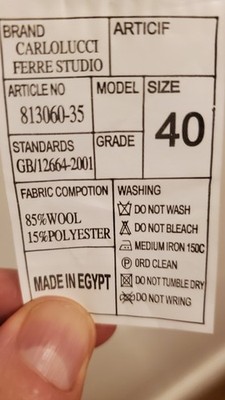 BRAND
CARLOLUCCI
FERRE STUDIO
ARTICIF
ARTICLE NO
813060-35
MODEL
SIZE
40
STANDARDS
GB/12664-2001
GRADE
FABRIC COMPOTION
85%WOOL
15%POLYESTER
MADE IN EGYPT
WASHING
DO NOT WASH
DO NOT BLEACH
MEDIUM IRON 150C
P ORD CLEAN
DO NOT TUMBLE DRY
DO NOT WRING